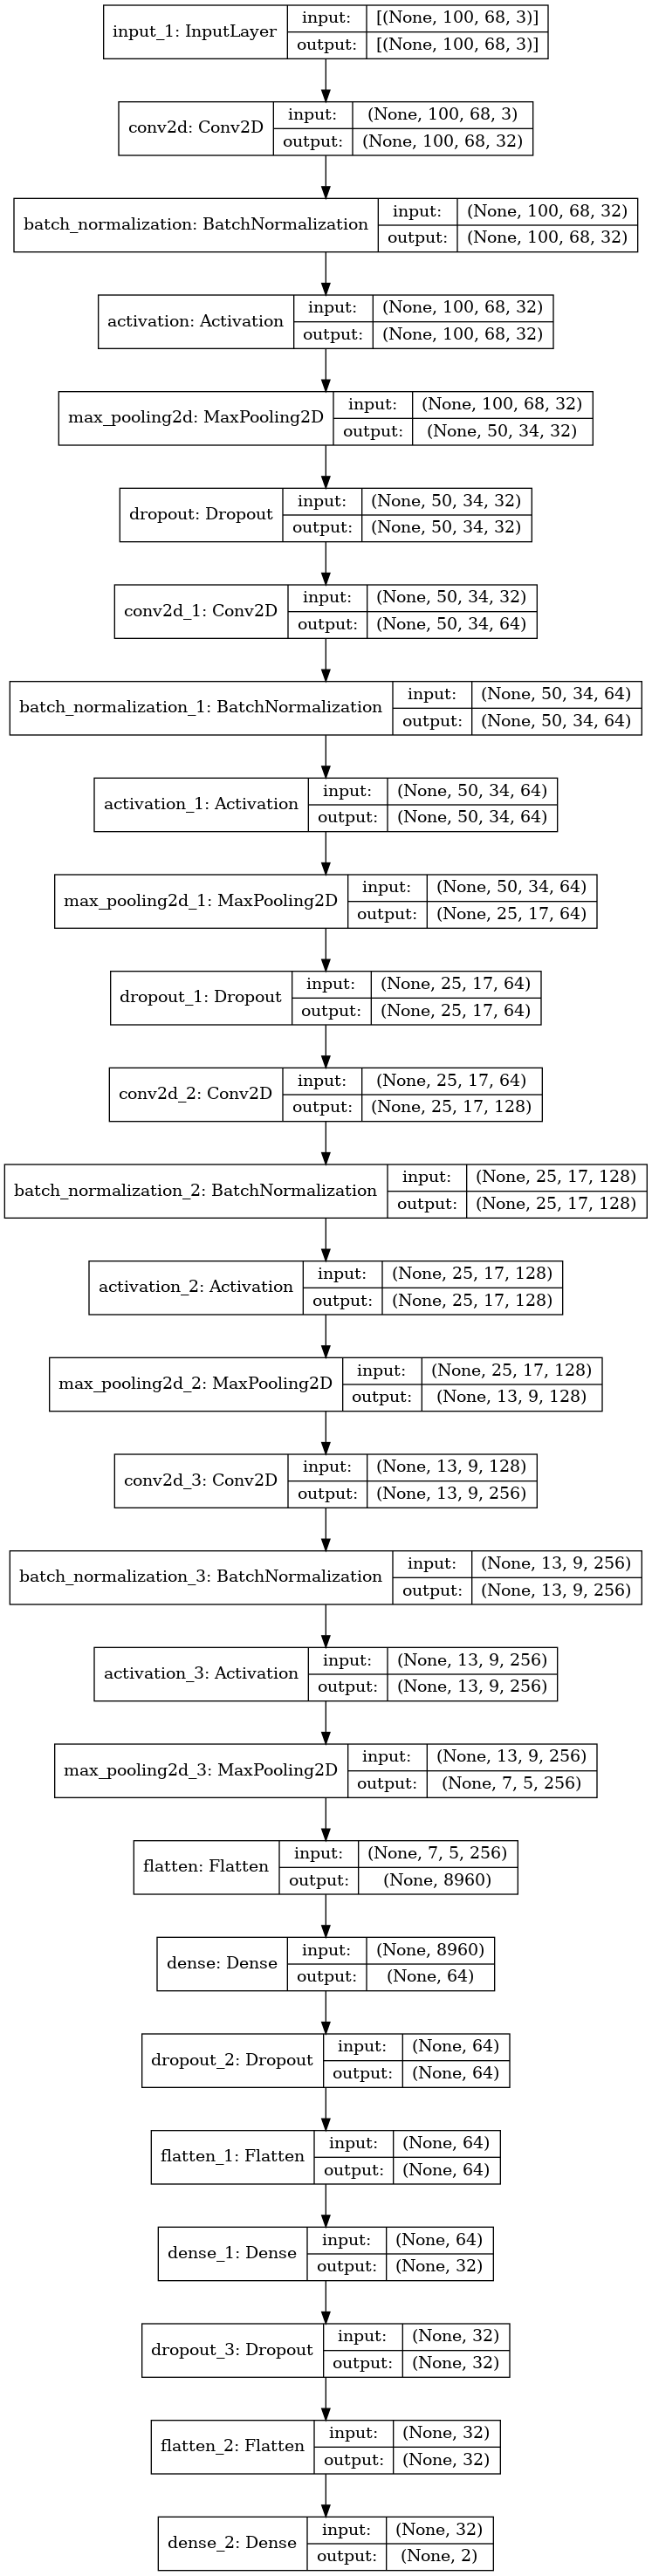 input_1: InputLayer
input:
[(None, 100, 68, 3)]
output:
[(None, 100, 68, 3)]
conv2d: Conv2D
input:
(None, 100, 68, 3)
output:
(None, 100, 68, 32)
batch_normalization: BatchNormalization
input:
(None, 100, 68, 32)
output:
(None, 100, 68, 32)
activation: Activation
input:
(None, 100, 68, 32)
output:
(None, 100, 68, 32)
max_pooling2d: MaxPooling2D
input:
(None, 100, 68, 32)
output:
(None, 50, 34, 32)
dropout: Dropout
input:
(None, 50, 34, 32)
output:
(None, 50, 34, 32)
conv2d_1: Conv2D
input:
(None, 50, 34, 32)
output:
(None, 50, 34, 64)
batch_normalization_1: BatchNormalization
input:
(None, 50, 34, 64)
output:
(None, 50, 34, 64)
activation_1: Activation
input:
(None, 50, 34, 64)
output:
(None, 50, 34, 64)
max_pooling2d_1: MaxPooling2D
input:
(None, 50, 34, 64)
output:
(None, 25, 17, 64)
dropout_1: Dropout
input:
(None, 25, 17, 64)
output:
(None, 25, 17, 64)
conv2d_2: Conv2D
input:
(None, 25, 17, 64)
output:
(None, 25, 17, 128)
batch_normalization_2: BatchNormalization
input:
(None, 25, 17, 128)
output:
(None, 25, 17, 128)
activation_2: Activation
input:
(None, 25, 17, 128)
output:
(None, 25, 17, 128)
max_pooling2d_2: MaxPooling2D
input:
(None, 25, 17, 128)
output:
(None, 13, 9, 128)
conv2d_3: Conv2D
input:
(None, 13, 9, 128)
output:
(None, 13, 9, 256)
batch_normalization_3: BatchNormalization
input:
(None, 13, 9, 256)
output:
(None, 13, 9, 256)
activation_3: Activation
input:
(None, 13, 9, 256)
output:
(None, 13, 9, 256)
max_pooling2d_3: MaxPooling2D
input:
(None, 13, 9, 256)
output:
(None, 7, 5, 256)
flatten: Flatten
input:
(None, 7, 5, 256)
output:
(None, 8960)
dense: Dense
input:
(None, 8960)
output:
(None, 64)
dropout_2: Dropout
input:
(None, 64)
output:
(None, 64)
flatten_1: Flatten
input:
(None, 64)
output:
(None, 64)
dense_1: Dense
input:
(None, 64)
output:
(None, 32)
dropout_3: Dropout
input:
(None, 32)
output:
(None, 32)
flatten_2: Flatten
input:
(None, 32)
output:
(None, 32)
dense_2: Dense
input:
(None, 32)
output:
(None, 2)